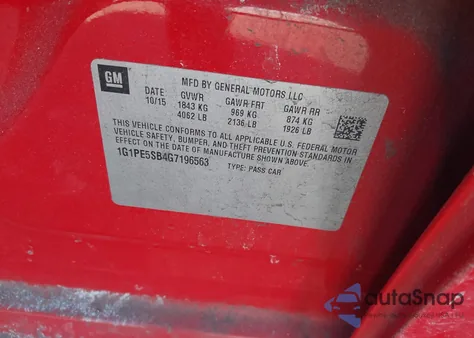 GM
MFD BY GENERAL MOTORS LLC
DATE GVWR GAWR FRT GAWR RR
10/15 1843 KG 969 KG 874 KG
4062 LB 2136 LB 1926 LB
THIS VEHICLE CONFORMS TO ALL APPLICABLE U.S. FEDERAL MOTOR
VEHICLE SAFETY, BUMPER, AND THEFT PREVENTION STANDARDS IN
EFFECT ON THE DATE OF MANUFACTURE SHOWN ABOVE.
1G1PE5SB4G7196563 TYPE: PASS CAR
autoSnap